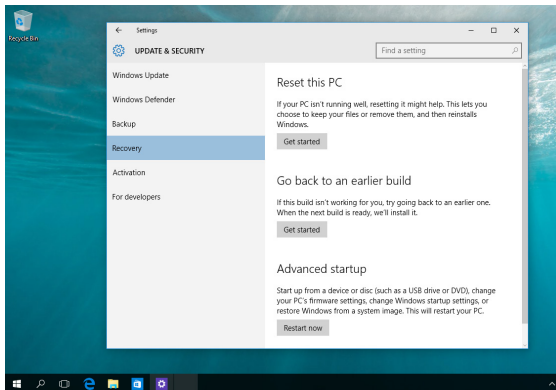 Recycle Bin
Settings
UPDATE & SECURITY
Find a setting
Windows Update
Windows Defender
Backup
Recovery
Activation
For developers
Reset this PC
If your PC isn't running well, resetting it might help. This lets you
choose to keep your files or remove them, and then reinstalls
Windows.
Get started
Go back to an earlier build
If this build isn't working for you, try going back to an earlier one.
When the next build is ready, we'll install it.
Get started
Advanced startup
Start up from a device or disc (such as a USB drive or DVD), change
your PC's firmware settings, change Windows startup settings, or
restore Windows from a system image. This will restart your PC.
Restart now